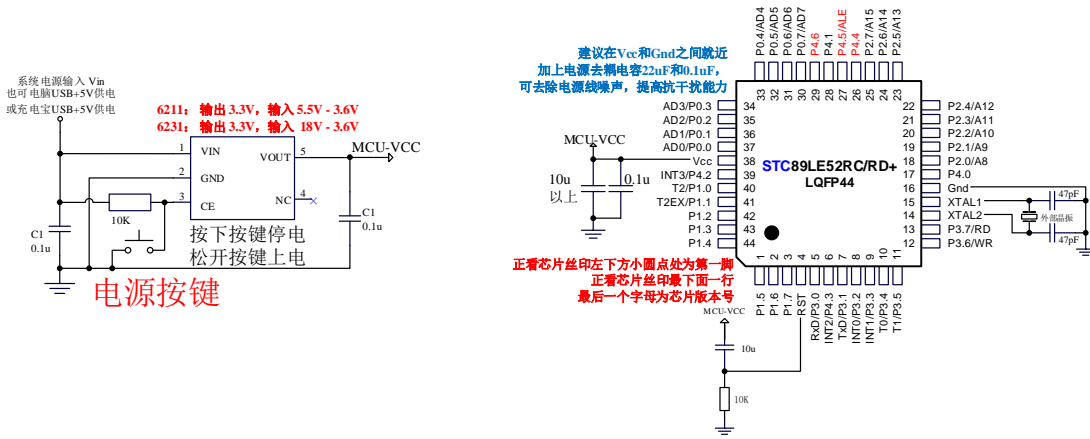 系统电源输入 Vin
也可电脑USB+5V供电
或充电宝USB+5V供电
6211： 输出 3.3V，输入 5.5V - 3.6V
6231： 输出 3.3V，输入 18V - 3.6V
1
VIN
2
GND
3
CE
VOUT
5
NC
4
MCU-VCC
10K
C1
0.1u
C1
0.1u
按下按键停电
松开按键上电
电源按键
建议在Vcc和Gnd之间就近
加上电源去耦电容22uF和0.1uF,
可去除电源线噪声，提高抗干扰能力
MCU-VCC
10u
以上
0.1u
P0.4/AD4
P0.5/AD5
P0.6/AD6
P0.7/AD7
P4.6
P4.1
P4.5/ALE
P4.4
P2.7/A15
P2.6/A14
P2.5/A13
33
32
31
30
29
28
27
26
25
24
23
AD3/P0.3 34
AD2/P0.2 35
AD1/P0.1 36
AD0/P0.0 37
Vcc 38
INT3/P4.2 39
T2/P1.0 40
T2EX/P1.1 41
P1.2 42
P1.3 43
P1.4 44
STC89LE52RC/RD+
LQFP44
22 P2.4/A12
21 P2.3/A11
20 P2.2/A10
19 P2.1/A9
18 P2.0/A8
17 P4.0
16 Gnd
15 XTAL1
14 XTAL2
13 P3.7/RD
12 P3.6/WR
47pF
外部晶振
47pF
1
2
3
4
5
6
7
8
9
10
11
P1.5
P1.6
P1.7
RST
RxD/P3.0
INT2/P4.3
TxD/P3.1
INT0/P3.2
INT1/P3.3
T0/P3.4
T1/P3.5
正看芯片丝印左下方小圆点处为第一脚
正看芯片丝印最下面一行
最后一个字母为芯片版本号
MCU-VCC
10u
10K